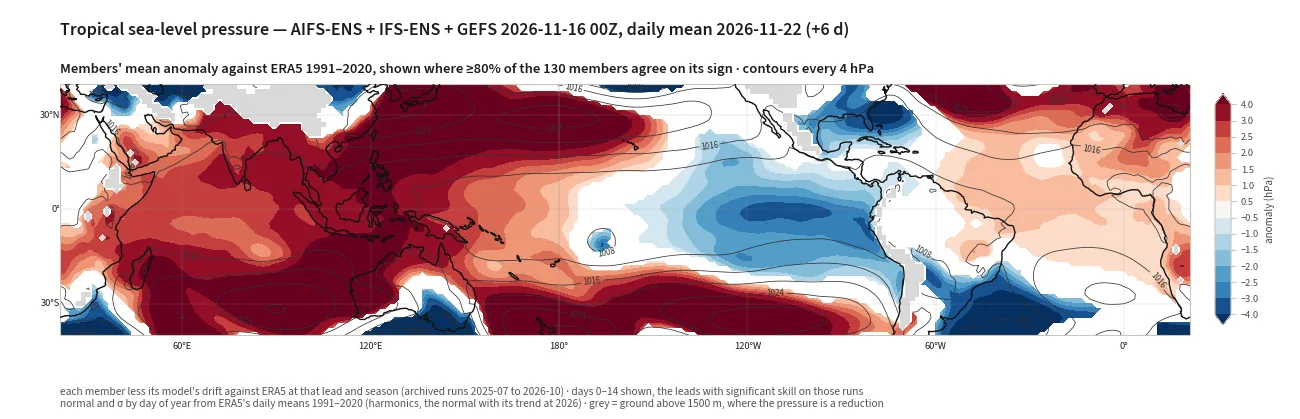 Tropical sea-level pressure — AIFS-ENS + IFS-ENS + GEFS 2026-11-16 00Z, daily mean 2026-11-22 (+6 d)
Members' mean anomaly against ERA5 1991–2020, shown where ≥80% of the 130 members agree on its sign · contours every 4 hPa
30°N
0°
30°S
60°E
120°E
180°
120°W
60°W
0°
1016
1016
1016
1008
1016
1024
1008
1016
4.0
3.0
2.5
2.0
1.5
1.0
0.5
−0.5
−1.0
−1.5
−2.0
−2.5
−3.0
−4.0
anomaly (hPa)
each member less its model's drift against ERA5 at that lead and season (archived runs 2025-07 to 2026-10) · days 0–14 shown, the leads with significant skill on those runs
normal and σ by day of year from ERA5's daily means 1991–2020 (harmonics, the normal with its trend at 2026) · grey = ground above 1500 m, where the pressure is a reduction